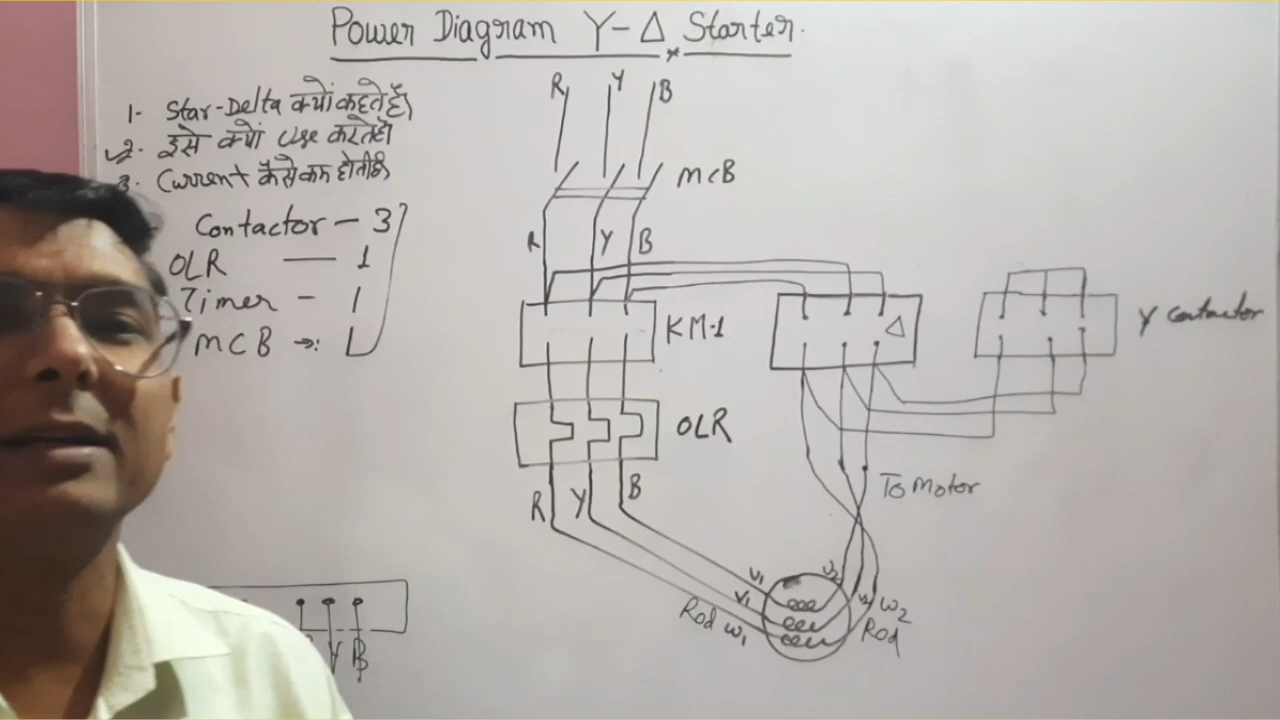 Power Diagram Y-Δ Starter.
1- Star-Delta क्यों कहते हैं।
2. इसे क्यों use करते है।
3. Current कैसे कम होती है
Contactor - 3
OLR — 1
Timer - 1
MCB →: 1
R Y B
MCB
R Y B
KM-1
Δ
Y Contactor
OLR
R Y B
To Motor
U1 U2
V1 V2 W2
Rod W1 Rod
Y B